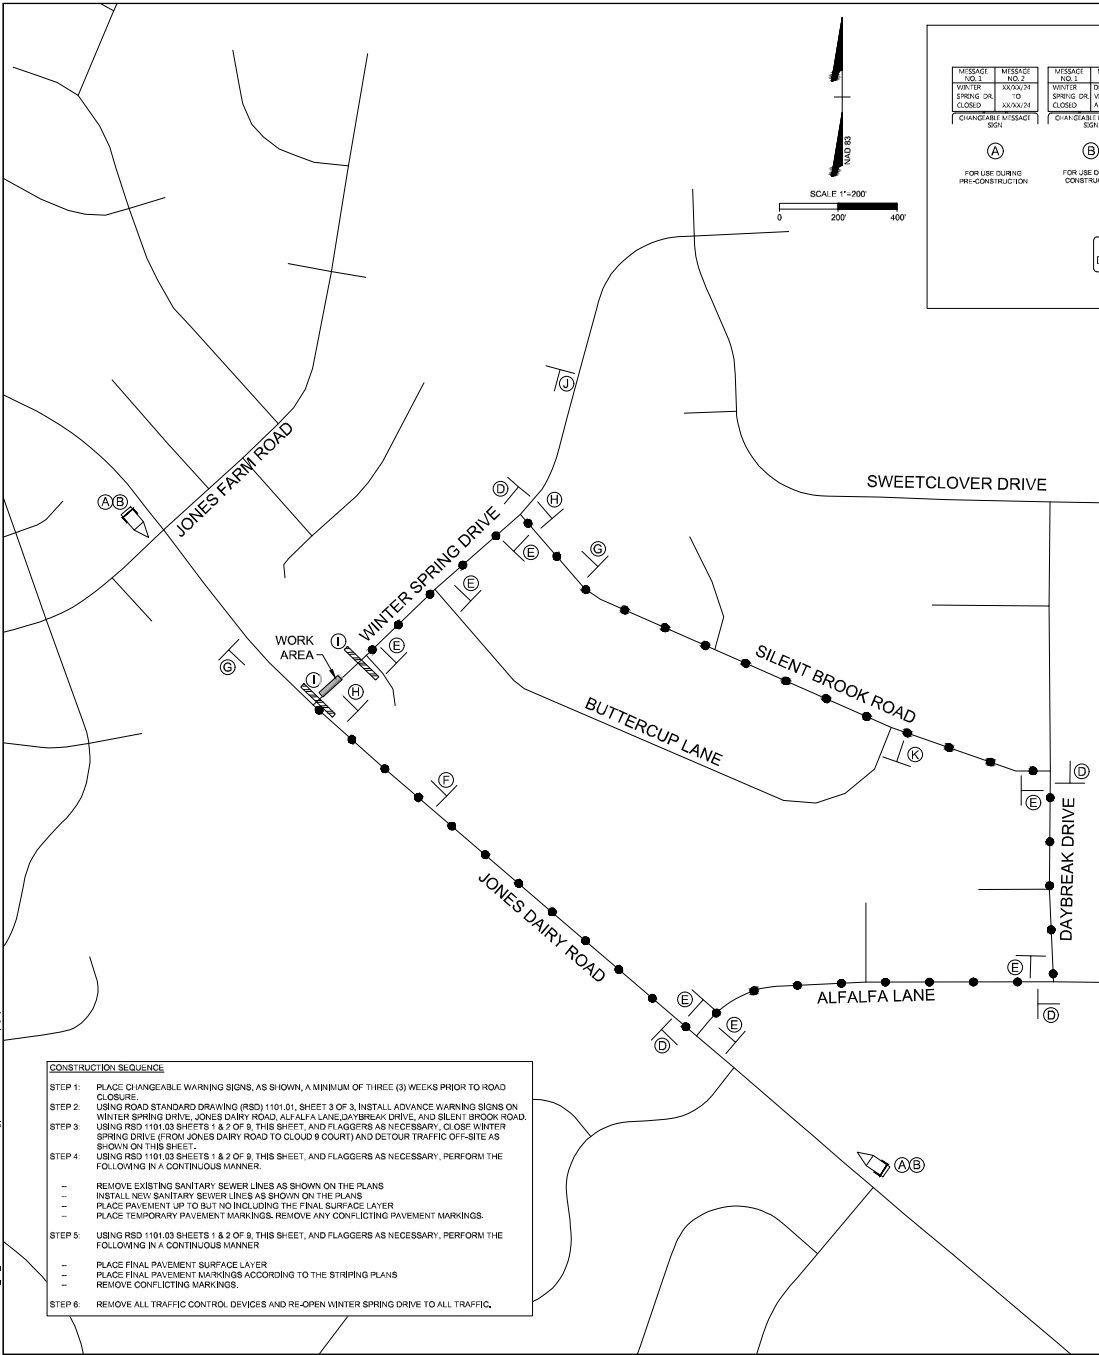 MESSAGE NO. 1
MESSAGE NO. 2
MESSAGE NO. 1
WINTER SPRING DR. CLOSED
XX/XX/24 TO XX/XX/24
WINTER SPRING DR. CLOSED
CHANGEABLE MESSAGE SIGN
A
B
FOR USE DURING
PRE-CONSTRUCTION
NAD 83
SCALE 1"=200'
0 200' 400'
J
SWEETCLOVER DRIVE
A B
JONES FARM ROAD
D
H
WINTER SPRING DRIVE
E
G
E
WORK
AREA
I
E
G
I
H
SILENT BROOK ROAD
BUTTERCUP LANE
K
D
F
E
DAYBREAK DRIVE
JONES DAIRY ROAD
E
ALFALFA LANE
E
D
E
D
A B
CONSTRUCTION SEQUENCE
STEP 1: PLACE CHANGEABLE WARNING SIGNS, AS SHOWN, A MINIMUM OF THREE (3) WEEKS PRIOR TO ROAD
CLOSURE.
STEP 2: USING ROAD STANDARD DRAWING (RSD) 1101.01, SHEET 3 OF 3, INSTALL ADVANCE WARNING SIGNS ON
WINTER SPRING DRIVE, JONES DAIRY ROAD, ALFALFA LANE,DAYBREAK DRIVE, AND SILENT BROOK ROAD.
STEP 3: USING RSD 1101.03 SHEETS 1 & 2 OF 9, THIS SHEET, AND FLAGGERS AS NECESSARY, CLOSE WINTER
SPRING DRIVE (FROM JONES DAIRY ROAD TO CLOUD 9 COURT) AND DETOUR TRAFFIC OFF-SITE AS
SHOWN ON THIS SHEET.
STEP 4: USING RSD 1101.03 SHEETS 1 & 2 OF 9, THIS SHEET, AND FLAGGERS AS NECESSARY, PERFORM THE
FOLLOWING IN A CONTINUOUS MANNER.
-- REMOVE EXISTING SANITARY SEWER LINES AS SHOWN ON THE PLANS
-- INSTALL NEW SANITARY SEWER LINES AS SHOWN ON THE PLANS
-- PLACE PAVEMENT UP TO BUT NO INCLUDING THE FINAL SURFACE LAYER
-- PLACE TEMPORARY PAVEMENT MARKINGS. REMOVE ANY CONFLICTING PAVEMENT MARKINGS.
STEP 5: USING RSD 1101.03 SHEETS 1 & 2 OF 9, THIS SHEET, AND FLAGGERS AS NECESSARY, PERFORM THE
FOLLOWING IN A CONTINUOUS MANNER
-- PLACE FINAL PAVEMENT SURFACE LAYER
-- PLACE FINAL PAVEMENT MARKINGS ACCORDING TO THE STRIPING PLANS
-- REMOVE CONFLICTING MARKINGS.
STEP 6: REMOVE ALL TRAFFIC CONTROL DEVICES AND RE-OPEN WINTER SPRING DRIVE TO ALL TRAFFIC.